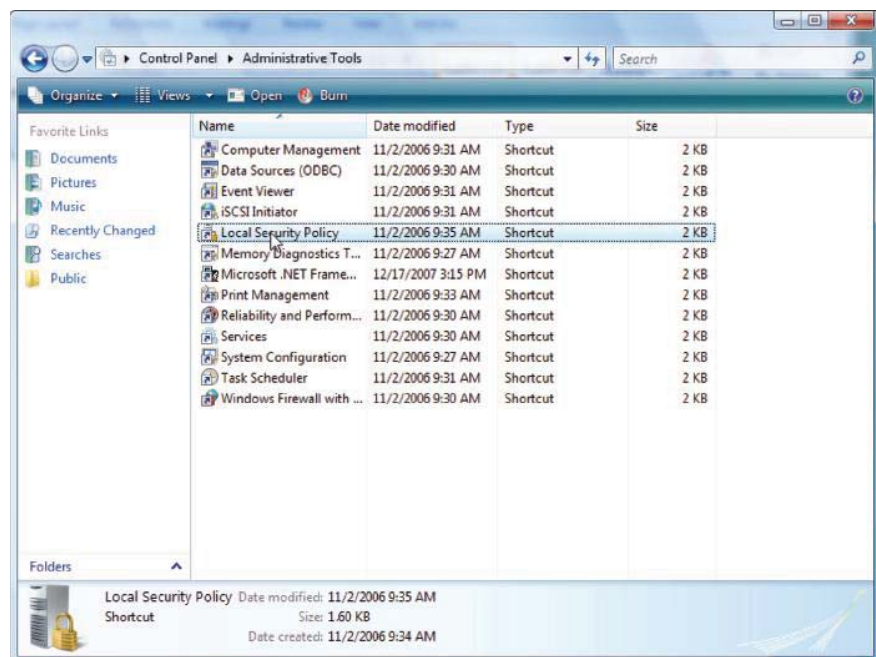 Control Panel ▸ Administrative Tools
Search
Organize Views Open Burn
Favorite Links
Documents
Pictures
Music
Recently Changed
Searches
Public
Folders
Name Date modified Type Size
Computer Management 11/2/2006 9:31 AM Shortcut 2 KB
Data Sources (ODBC) 11/2/2006 9:30 AM Shortcut 2 KB
Event Viewer 11/2/2006 9:31 AM Shortcut 2 KB
iSCSI Initiator 11/2/2006 9:31 AM Shortcut 2 KB
Local Security Policy 11/2/2006 9:35 AM Shortcut 2 KB
Memory Diagnostics T... 11/2/2006 9:27 AM Shortcut 2 KB
Microsoft .NET Frame... 12/17/2007 3:15 PM Shortcut 2 KB
Print Management 11/2/2006 9:33 AM Shortcut 2 KB
Reliability and Perform... 11/2/2006 9:30 AM Shortcut 2 KB
Services 11/2/2006 9:30 AM Shortcut 2 KB
System Configuration 11/2/2006 9:27 AM Shortcut 2 KB
Task Scheduler 11/2/2006 9:31 AM Shortcut 2 KB
Windows Firewall with ... 11/2/2006 9:30 AM Shortcut 2 KB
Local Security Policy Date modified: 11/2/2006 9:35 AM
Shortcut Size: 1.60 KB
Date created: 11/2/2006 9:34 AM